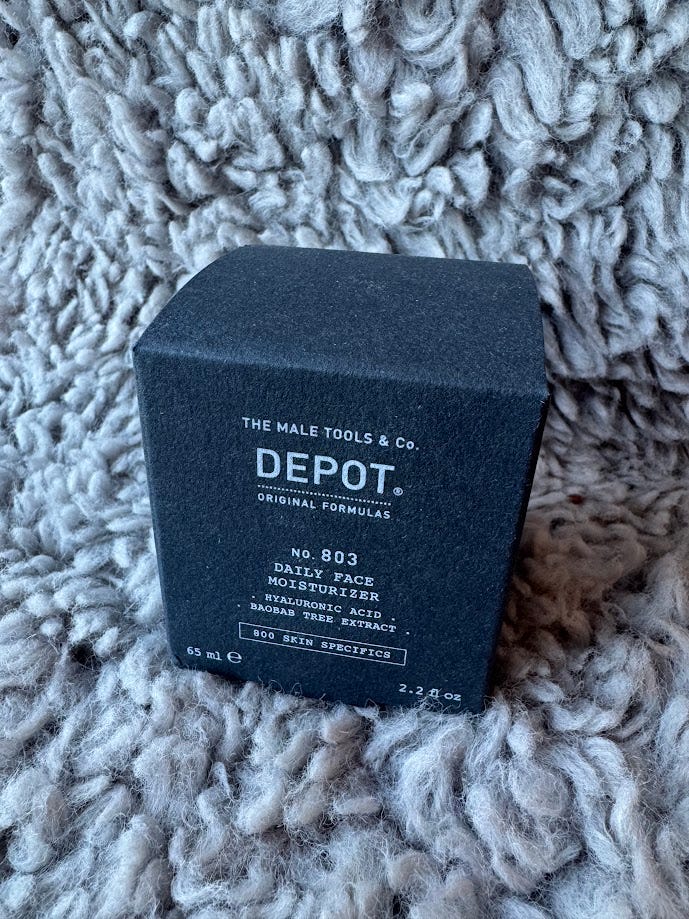 THE MALE TOOLS & Co.
DEPOT®
ORIGINAL FORMULAS
NO. 803
DAILY FACE
MOISTURIZER
· HYALURONIC ACID ·
· BAOBAB TREE EXTRACT ·
800 SKIN SPECIFICS
65 ml ℮
2.2 fl oz